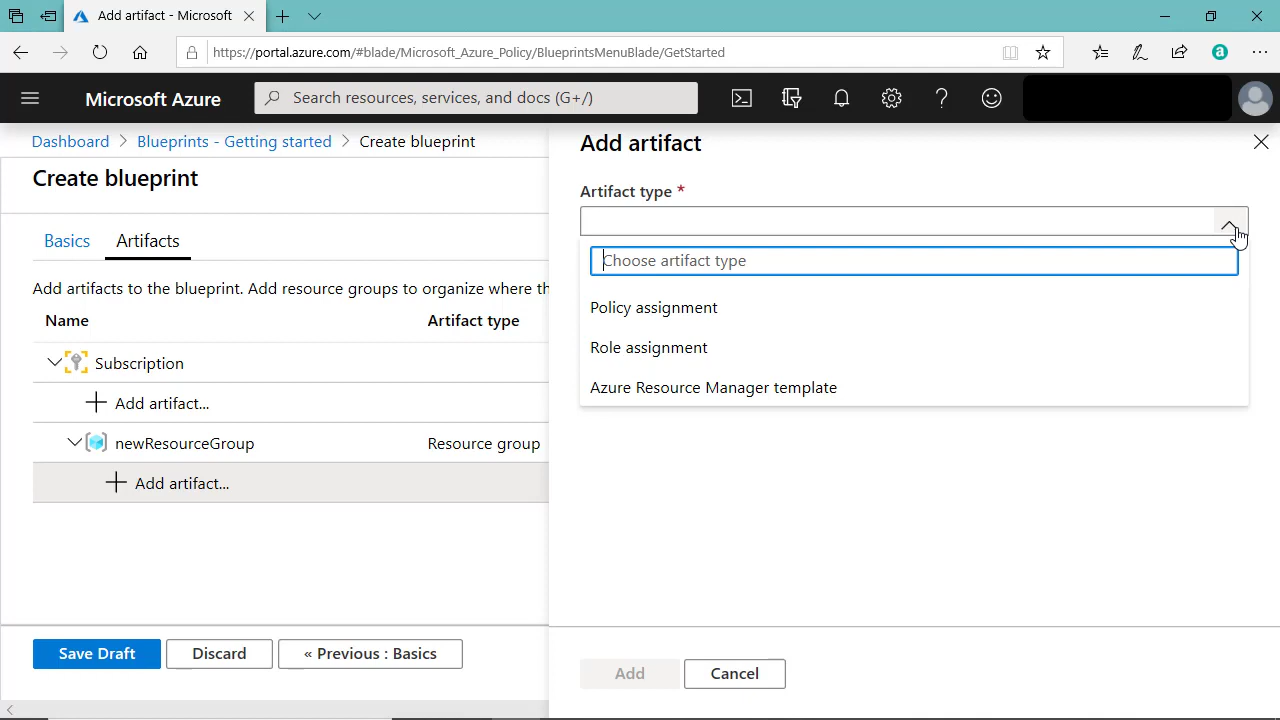 Add artifact - Microsoft
https://portal.azure.com/#blade/Microsoft_Azure_Policy/BlueprintsMenuBlade/GetStarted
a
Microsoft Azure
Search resources, services, and docs (G+/)
Dashboard > Blueprints - Getting started > Create blueprint
Create blueprint
Basics
Artifacts
Add artifacts to the blueprint. Add resource groups to organize where th
Name
Artifact type
Subscription
Add artifact...
newResourceGroup
Resource group
Add artifact...
Save Draft
Discard
« Previous : Basics
Add artifact
Artifact type *
Choose artifact type
Policy assignment
Role assignment
Azure Resource Manager template
Add
Cancel